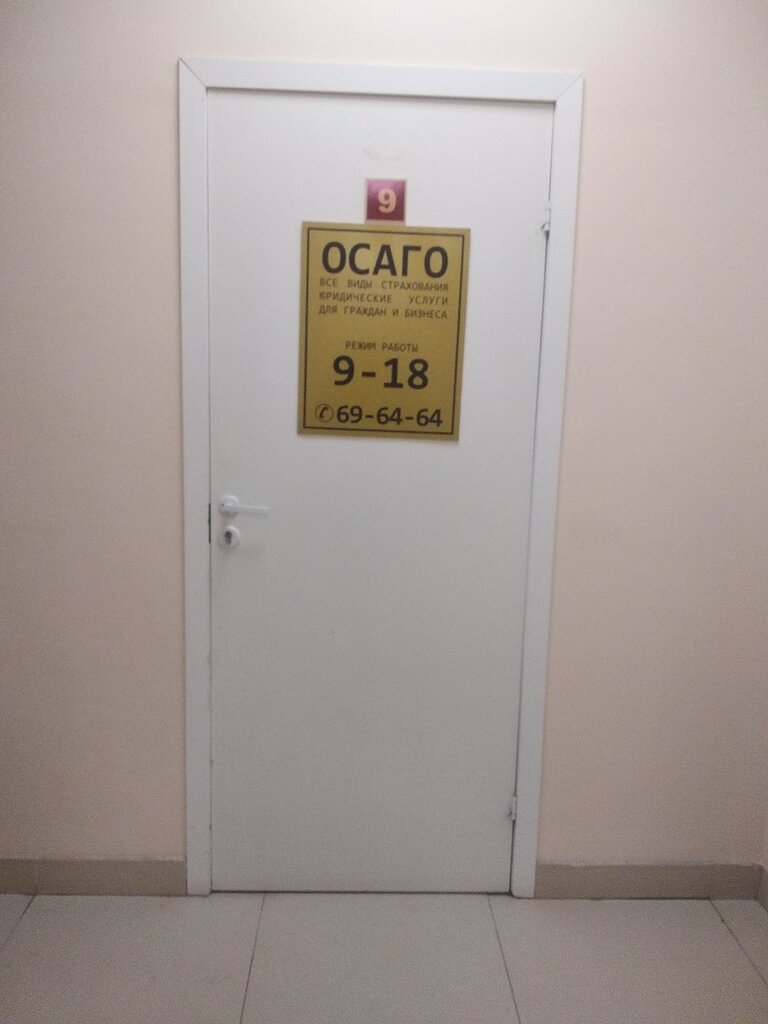 9
ОСАГО
ВСЕ ВИДЫ СТРАХОВАНИЯ
ЮРИДИЧЕСКИЕ УСЛУГИ
ДЛЯ ГРАЖДАН И БИЗНЕСА
РЕЖИМ РАБОТЫ
9-18
✆69-64-64